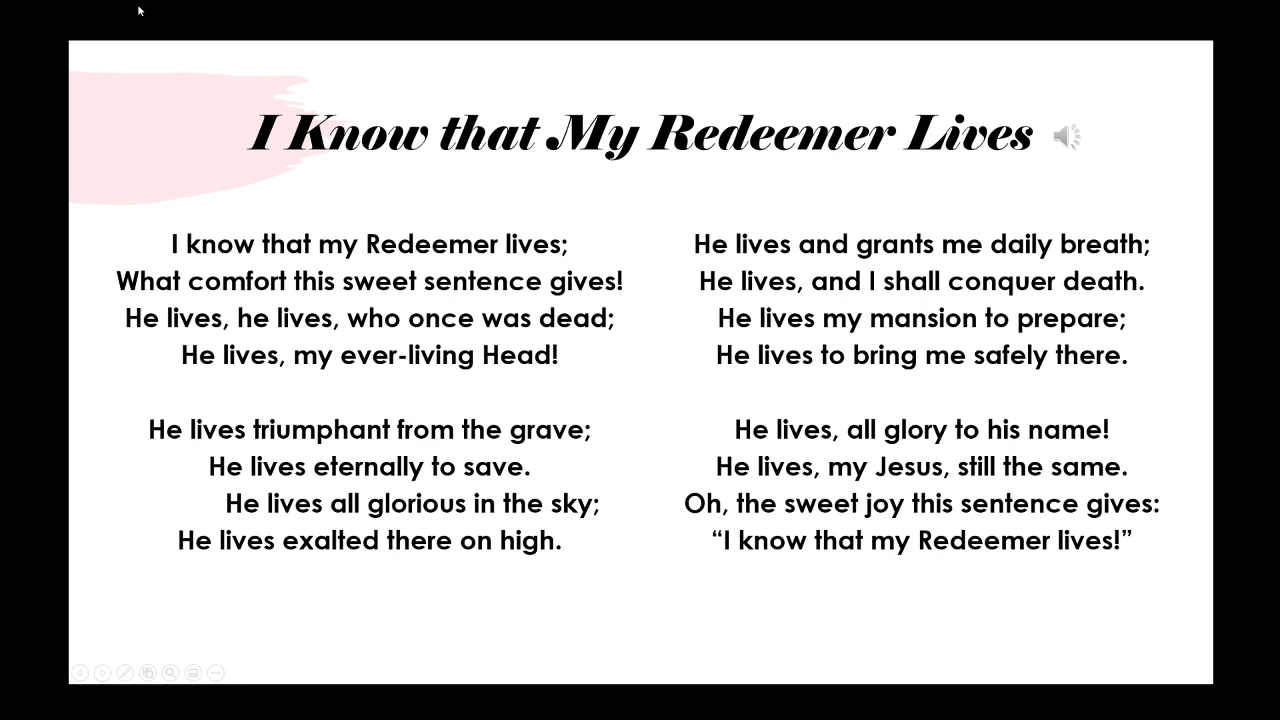 I Know that My Redeemer Lives
I know that my Redeemer lives;
What comfort this sweet sentence gives!
He lives, he lives, who once was dead;
He lives, my ever-living Head!
He lives triumphant from the grave;
He lives eternally to save.
He lives all glorious in the sky;
He lives exalted there on high.
He lives and grants me daily breath;
He lives, and I shall conquer death.
He lives my mansion to prepare;
He lives to bring me safely there.
He lives, all glory to his name!
He lives, my Jesus, still the same.
Oh, the sweet joy this sentence gives:
“I know that my Redeemer lives!”